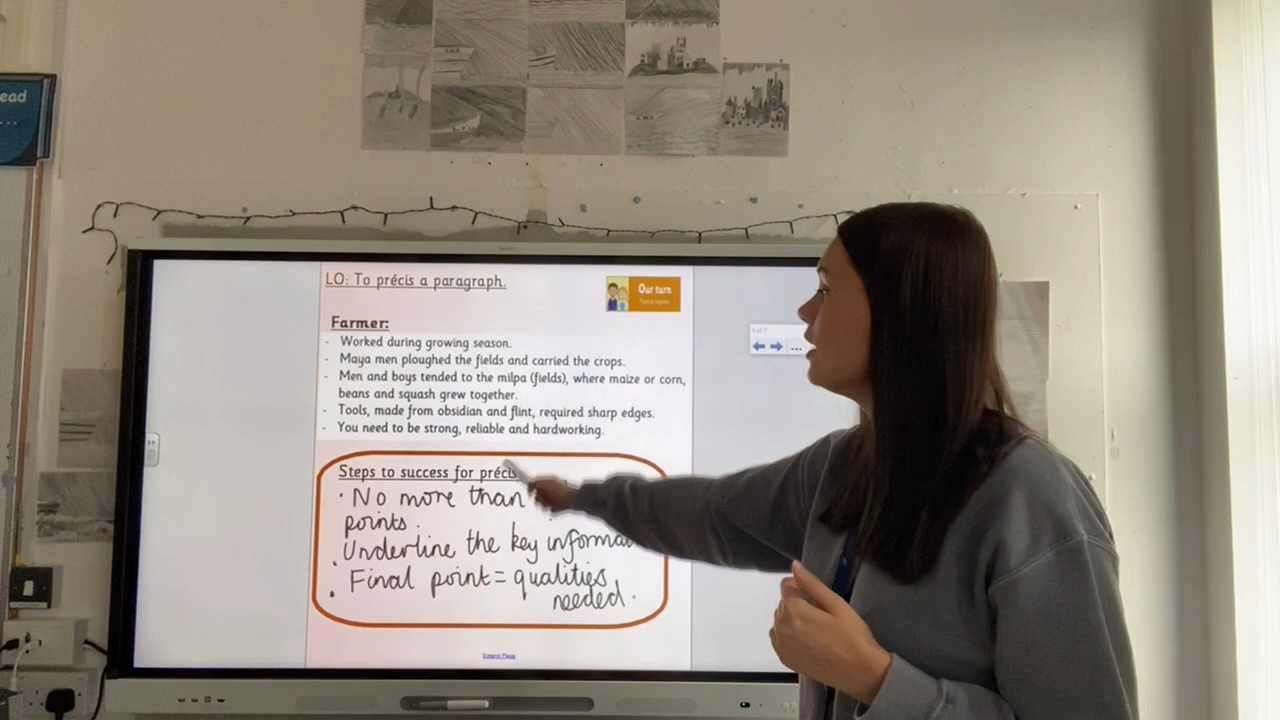 ead
...
LO: To précis a paragraph.
Our turn
Farmer:
- Worked during growing season.
- Maya men ploughed the fields and carried the crops.
- Men and boys tended to the milpa (fields), where maize or corn,
beans and squash grew together.
- Tools, made from obsidian and flint, required sharp edges.
- You need to be strong, reliable and hardworking.
Steps to success for précis
· No more than
points.
· Underline the key informa
· Final point = qualities
needed.